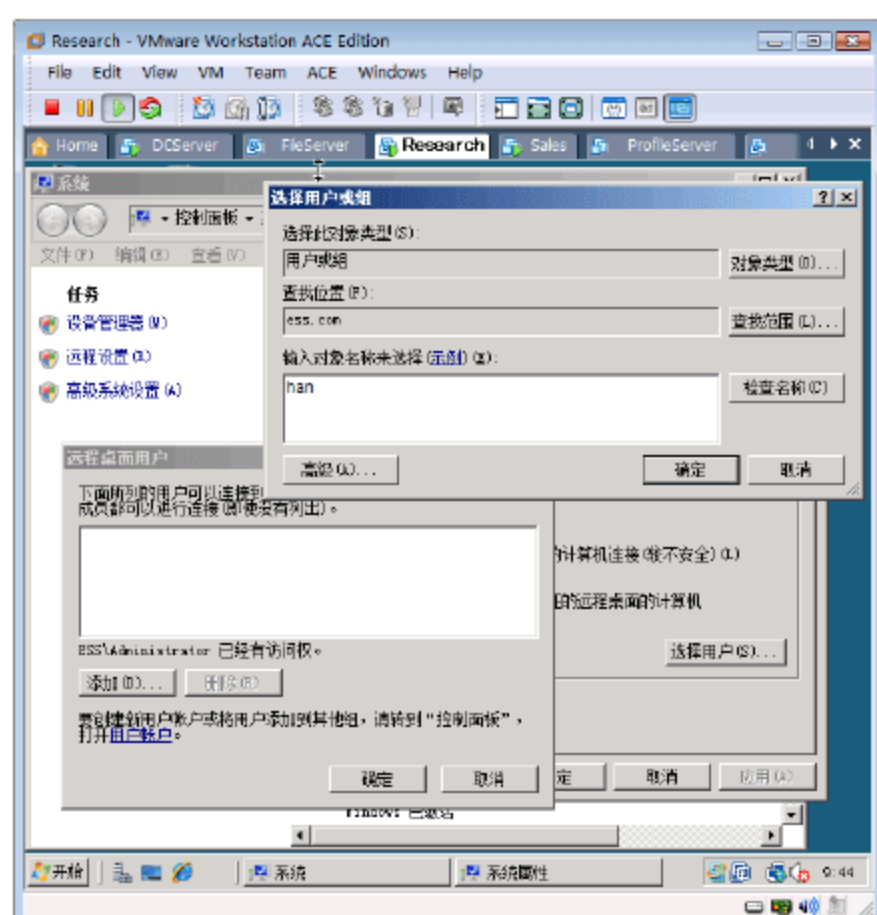 Research - VMware Workstation ACE Edition
File Edit View VM Team ACE Windows Help
Home DCServer FileServer Research Sales ProfileServer
系统
选择用户或组
控制面板
选择此对象类型(S):
文件(F) 编辑(E) 查看(V)
用户或组
对象类型(O)...
任务
查找位置(F):
设备管理器(M)
ess.com
查找范围(L)...
远程设置(R)
输入对象名称来选择(示例)(E):
高级系统设置(A)
han
检查名称(C)
远程桌面用户
高级(A)...
确定
取消
下面所列的用户可以连接到
成员都可以进行连接(即使没有列出)。
的计算机连接(较不安全)(L)
的远程桌面的计算机
ESS\Administrator 已经有访问权。
选择用户(S)...
添加(D)... 删除(R)
要创建新用户帐户或将用户添加到其他组，请转到"控制面板"，
打开用户帐户。
确定 取消
定 取消 应用(A)
Windows 已激活
开始 系统 系统属性 9:44